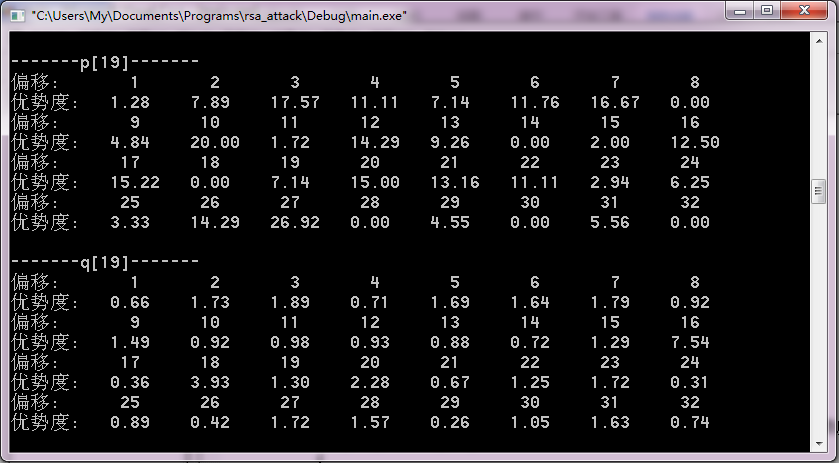 "C:\Users\My\Documents\Programs\rsa_attack\Debug\main.exe"
-------p[19]-------
偏移: 1 2 3 4 5 6 7 8
优势度: 1.28 7.89 17.57 11.11 7.14 11.76 16.67 0.00
9 10 11 12 13 14 15 16
偏移:
优势度: 4.84 20.00 1.72 14.29 9.26 0.00 2.00 12.50
偏移: 17 18 19 20 21 22 23 24
优势度: 15.22 0.00 7.14 15.00 13.16 11.11 2.94 6.25
偏移: 25 26 27 28 29 30 31 32
优势度: 3.33 14.29 26.92 0.00 4.55 0.00 5.56 0.00
-------q[19]-------
偏移: 1 2 3 4 5 6 7 8
优势度: 0.66 1.73 1.89 0.71 1.69 1.64 1.79 0.92
偏移: 9 10 11 12 13 14 15 16
优势度: 1.49 0.92 0.98 0.93 0.88 0.72 1.29 7.54
偏移: 17 18 19 20 21 22 23 24
优势度: 0.36 3.93 1.30 2.28 0.67 1.25 1.72 0.31
偏移: 25 26 27 28 29 30 31 32
优势度: 0.89 0.42 1.72 1.57 0.26 1.05 1.63 0.74